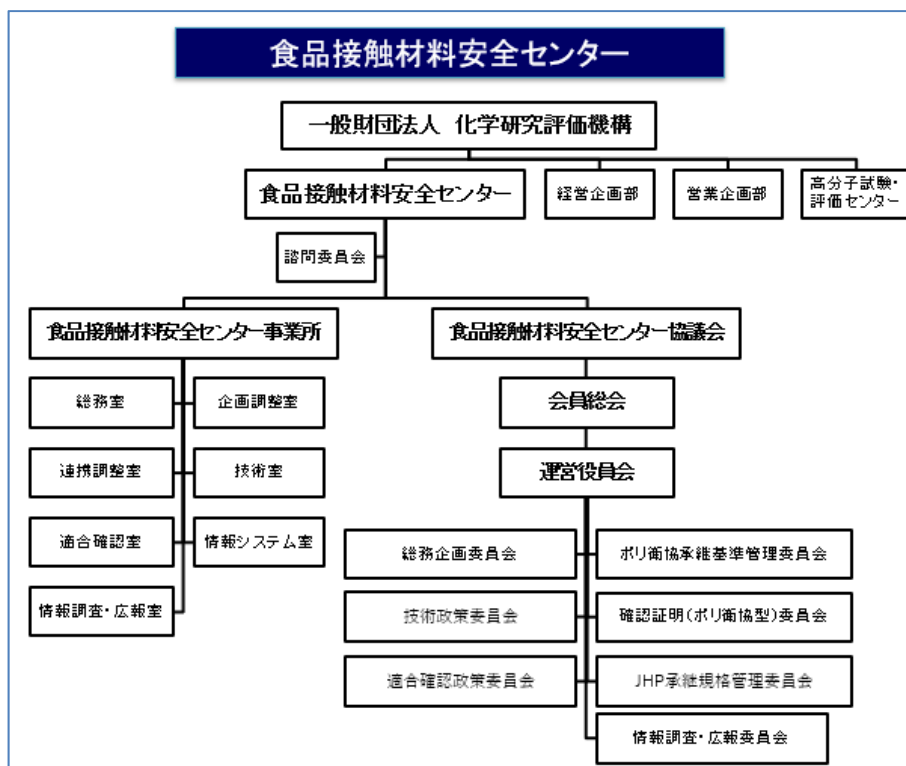 食品接触材料安全センター
一般財団法人 化学研究評価機構
食品接触材料安全センター
経営企画部
営業企画部
高分子試験・
評価センター
諮問委員会
食品接触材料安全センター事業所
食品接触材料安全センター協議会
総務室
企画調整室
会員総会
連携調整室
技術室
運営役員会
適合確認室
情報システム室
総務企画委員会
ポリ衛協承継基準管理委員会
情報調査・広報室
技術政策委員会
確認証明(ポリ衛協型)委員会
適合確認政策委員会
JHP承継規格管理委員会
情報調査・広報委員会